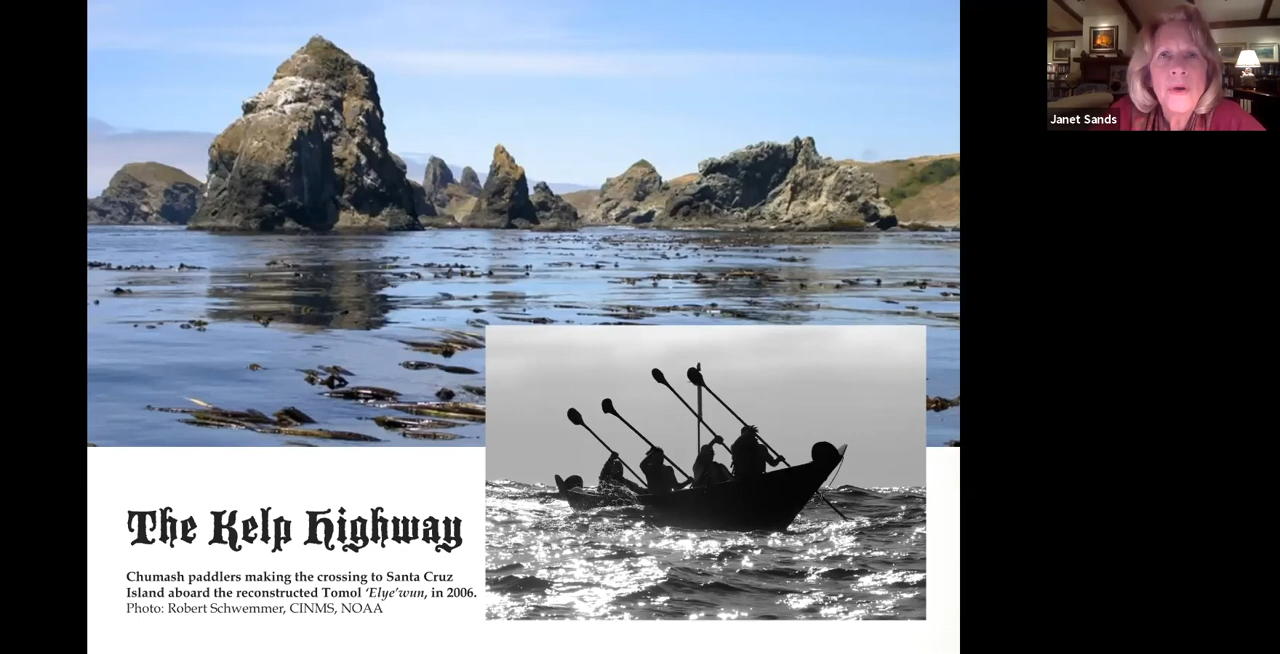 Janet Sands
The Kelp Highway
Chumash paddlers making the crossing to Santa Cruz
Island aboard the reconstructed Tomol ‘Elye’wun, in 2006.
Photo: Robert Schwemmer, CINMS, NOAA